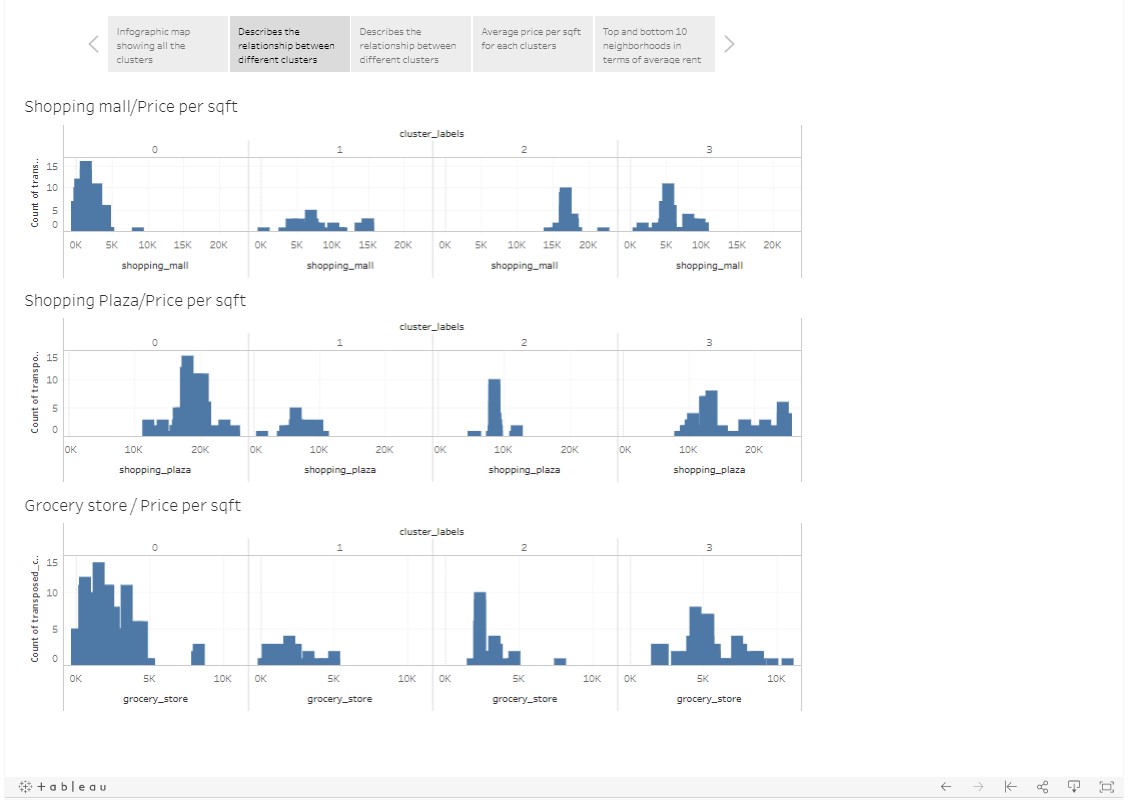 Infographic map
showing all the
clusters
Describes the
relationship between
different clusters
Describes the
relationship between
different clusters
Average price per sqft
for each clusters
Top and bottom 10
neighborhoods in
terms of average rent
Shopping mall/Price per sqft
cluster_labels
0 1 2 3
Count of trans..
15
10
5
0
0K 5K 10K 15K 20K 0K 5K 10K 15K 20K 0K 5K 10K 15K 20K 0K 5K 10K 15K 20K
shopping_mall shopping_mall shopping_mall shopping_mall
Shopping Plaza/Price per sqft
cluster_labels
0 1 2 3
Count of transpo..
15
10
5
0
0K 10K 20K 0K 10K 20K 0K 10K 20K 0K 10K 20K
shopping_plaza shopping_plaza shopping_plaza shopping_plaza
Grocery store / Price per sqft
cluster_labels
0 1 2 3
Count of transposed_c..
15
10
5
0
0K 5K 10K 0K 5K 10K 0K 5K 10K 0K 5K 10K
grocery_store grocery_store grocery_store grocery_store
+ableau